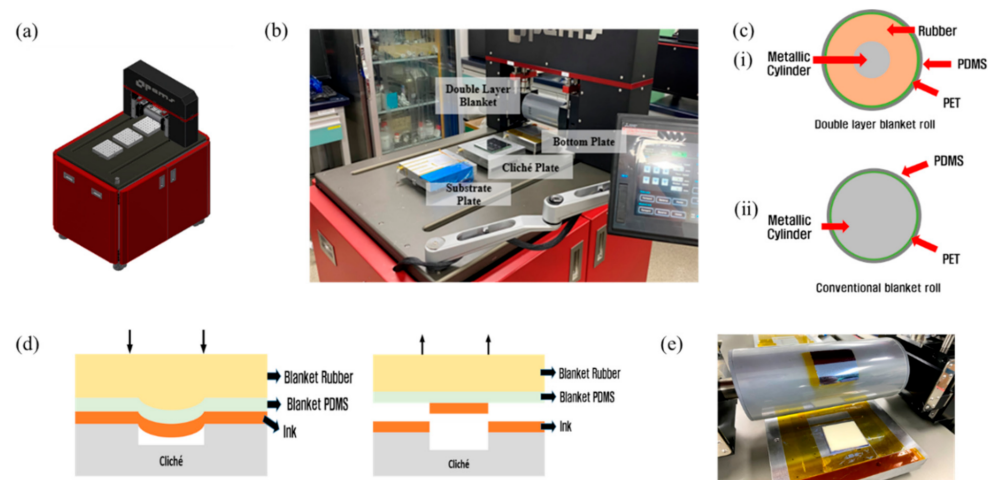 (a)
(b)
Double Layer
Blanket
Bottom Plate
Cliché Plate
Substrate
Plate
(c)
(i)
Rubber
Metallic
Cylinder
PDMS
PET
Double layer blanket roll
(ii)
PDMS
Metallic
Cylinder
PET
Conventional blanket roll
(d)
Blanket Rubber
Blanket PDMS
Ink
Cliché
Blanket Rubber
Blanket PDMS
Ink
Cliché
(e)